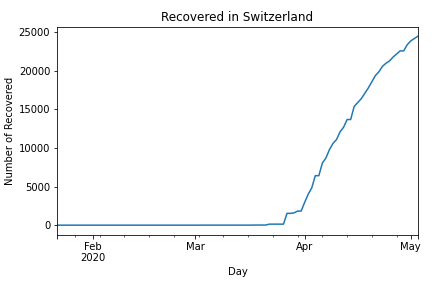 Recovered in Switzerland
25000
20000
15000
10000
5000
0
Number of Recovered
Feb
2020
Mar
Apr
May
Day